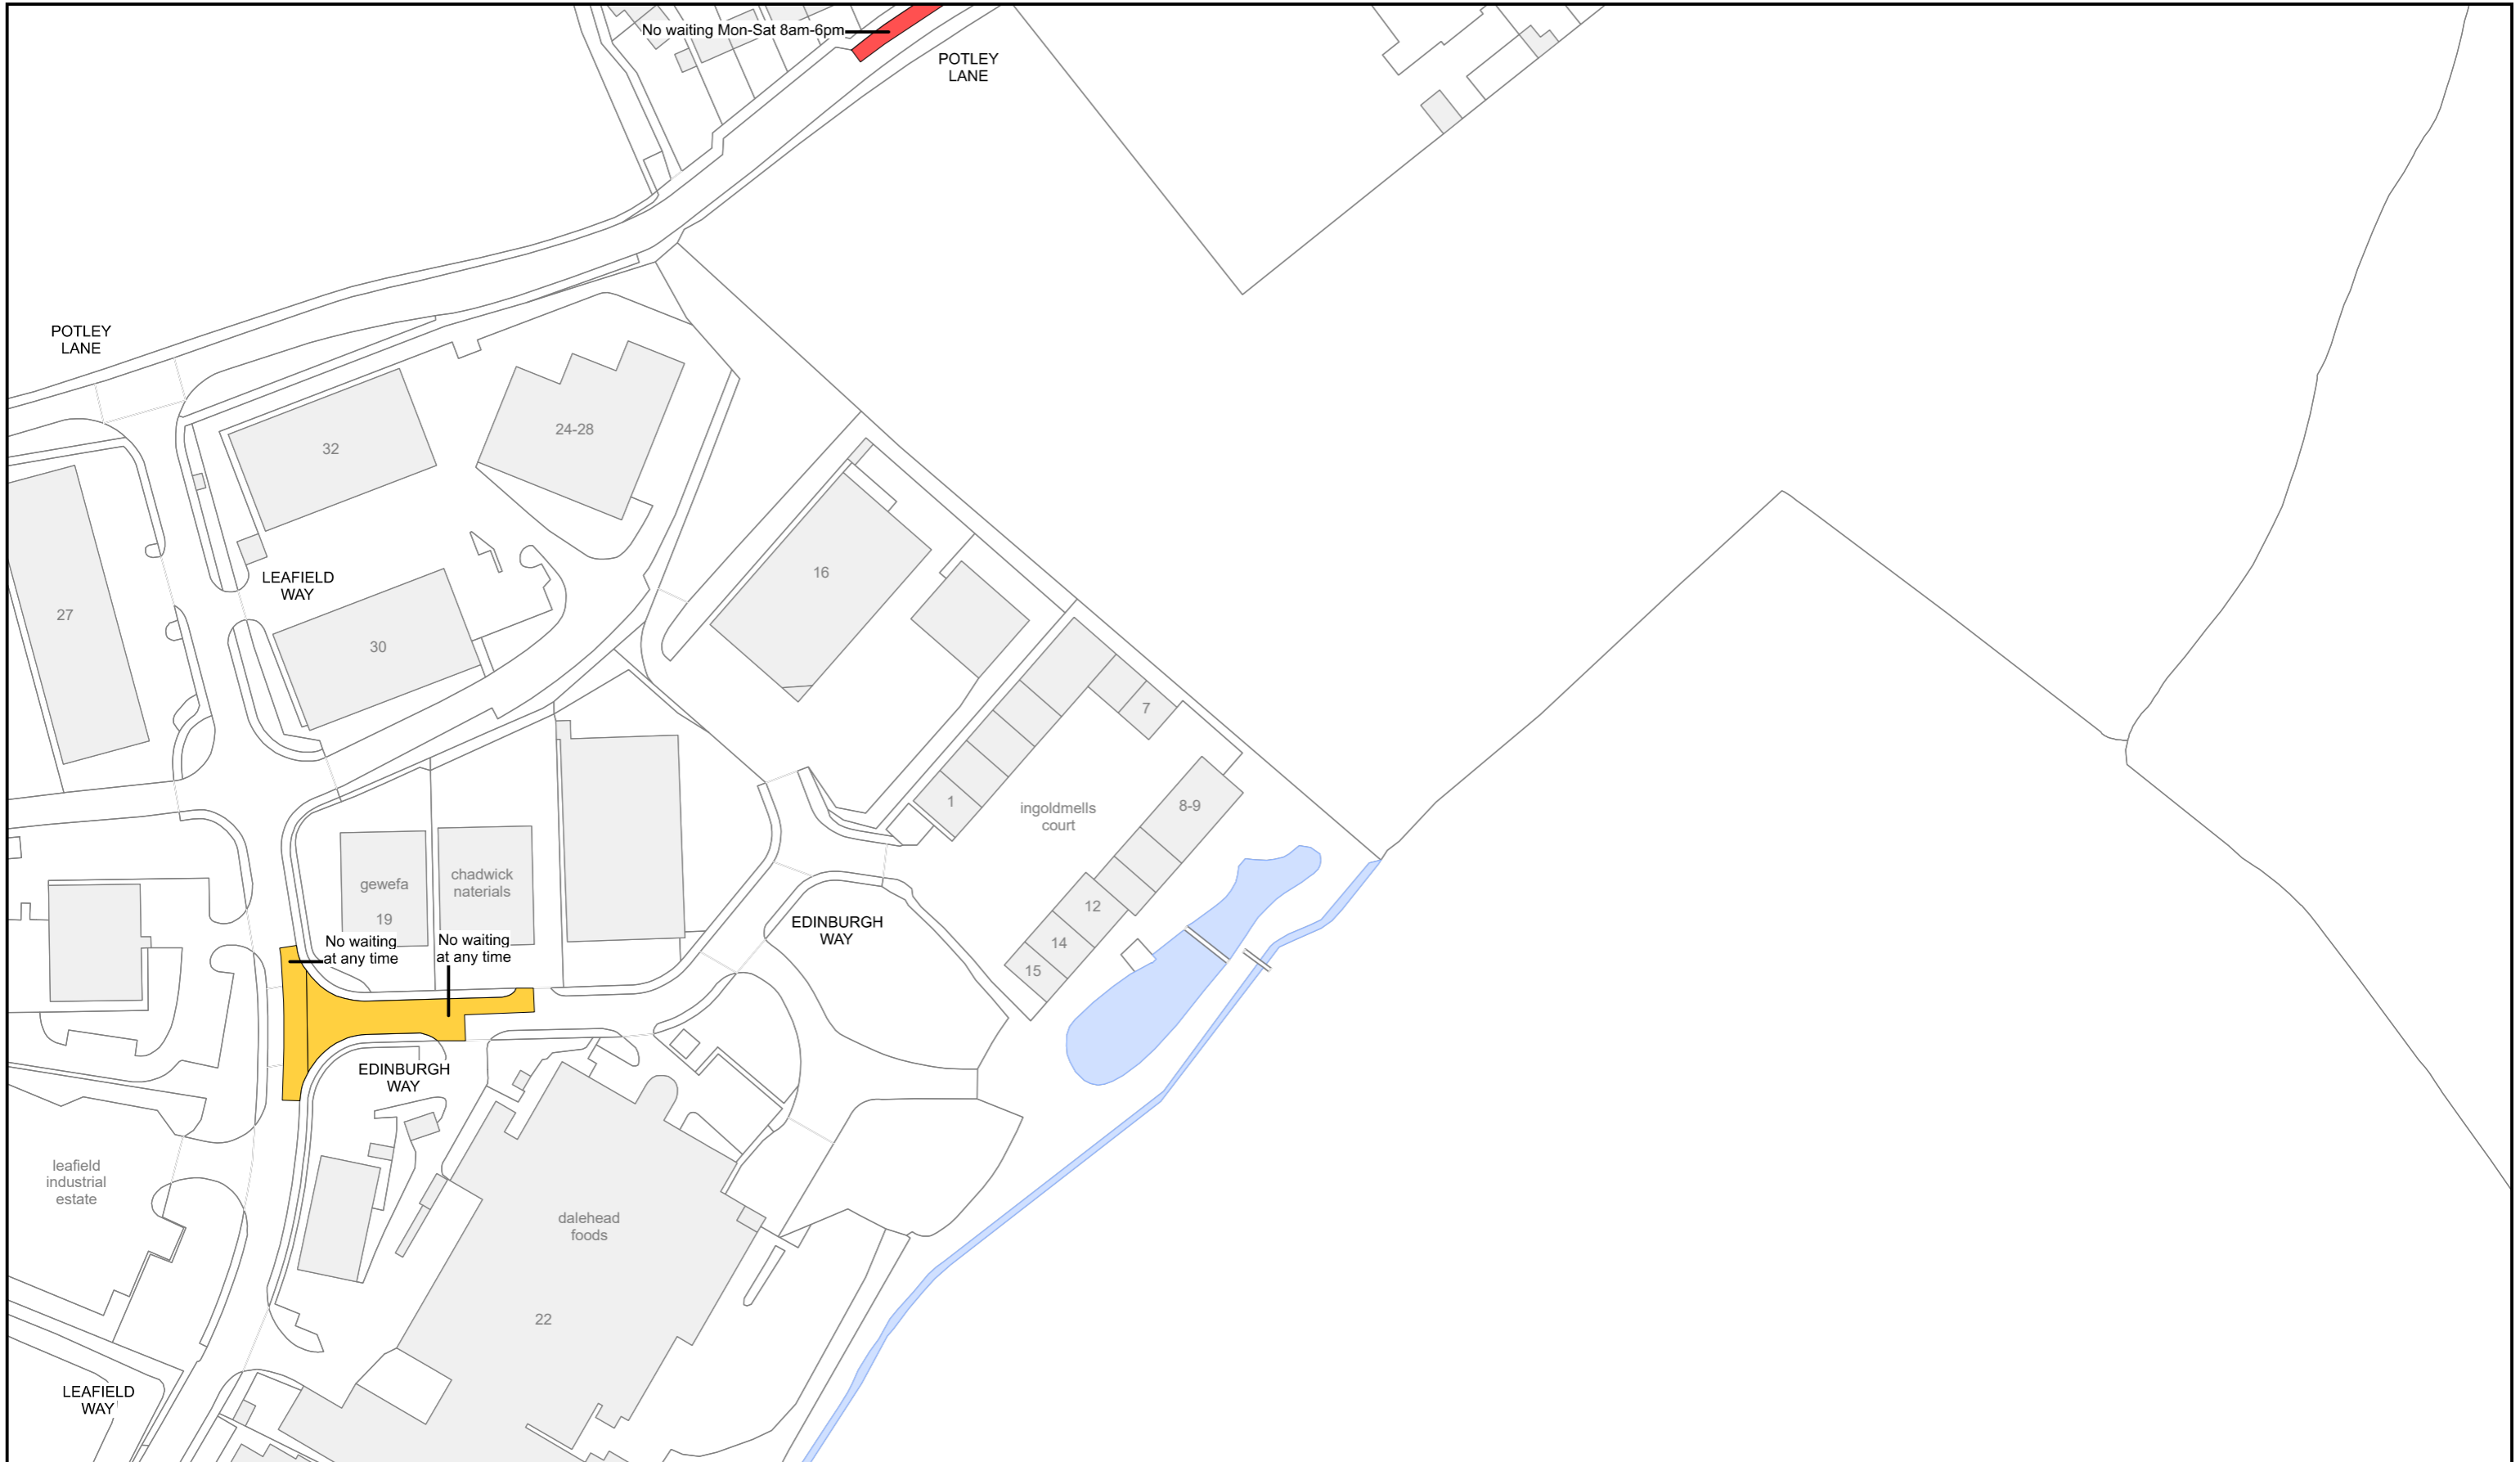 No waiting Mon-Sat 8am-6pm
POTLEY
LANE
POTLEY
LANE
32
24-28
LEAFIELD
WAY
16
27
30
7
1
ingoldmells
court
8-9
gewefa
19
chadwick
naterials
12
EDINBURGH
WAY
14
15
No waiting
at any time
No waiting
at any time
EDINBURGH
WAY
leafield
industrial
estate
dalehead
foods
22
LEAFIELD
WAY